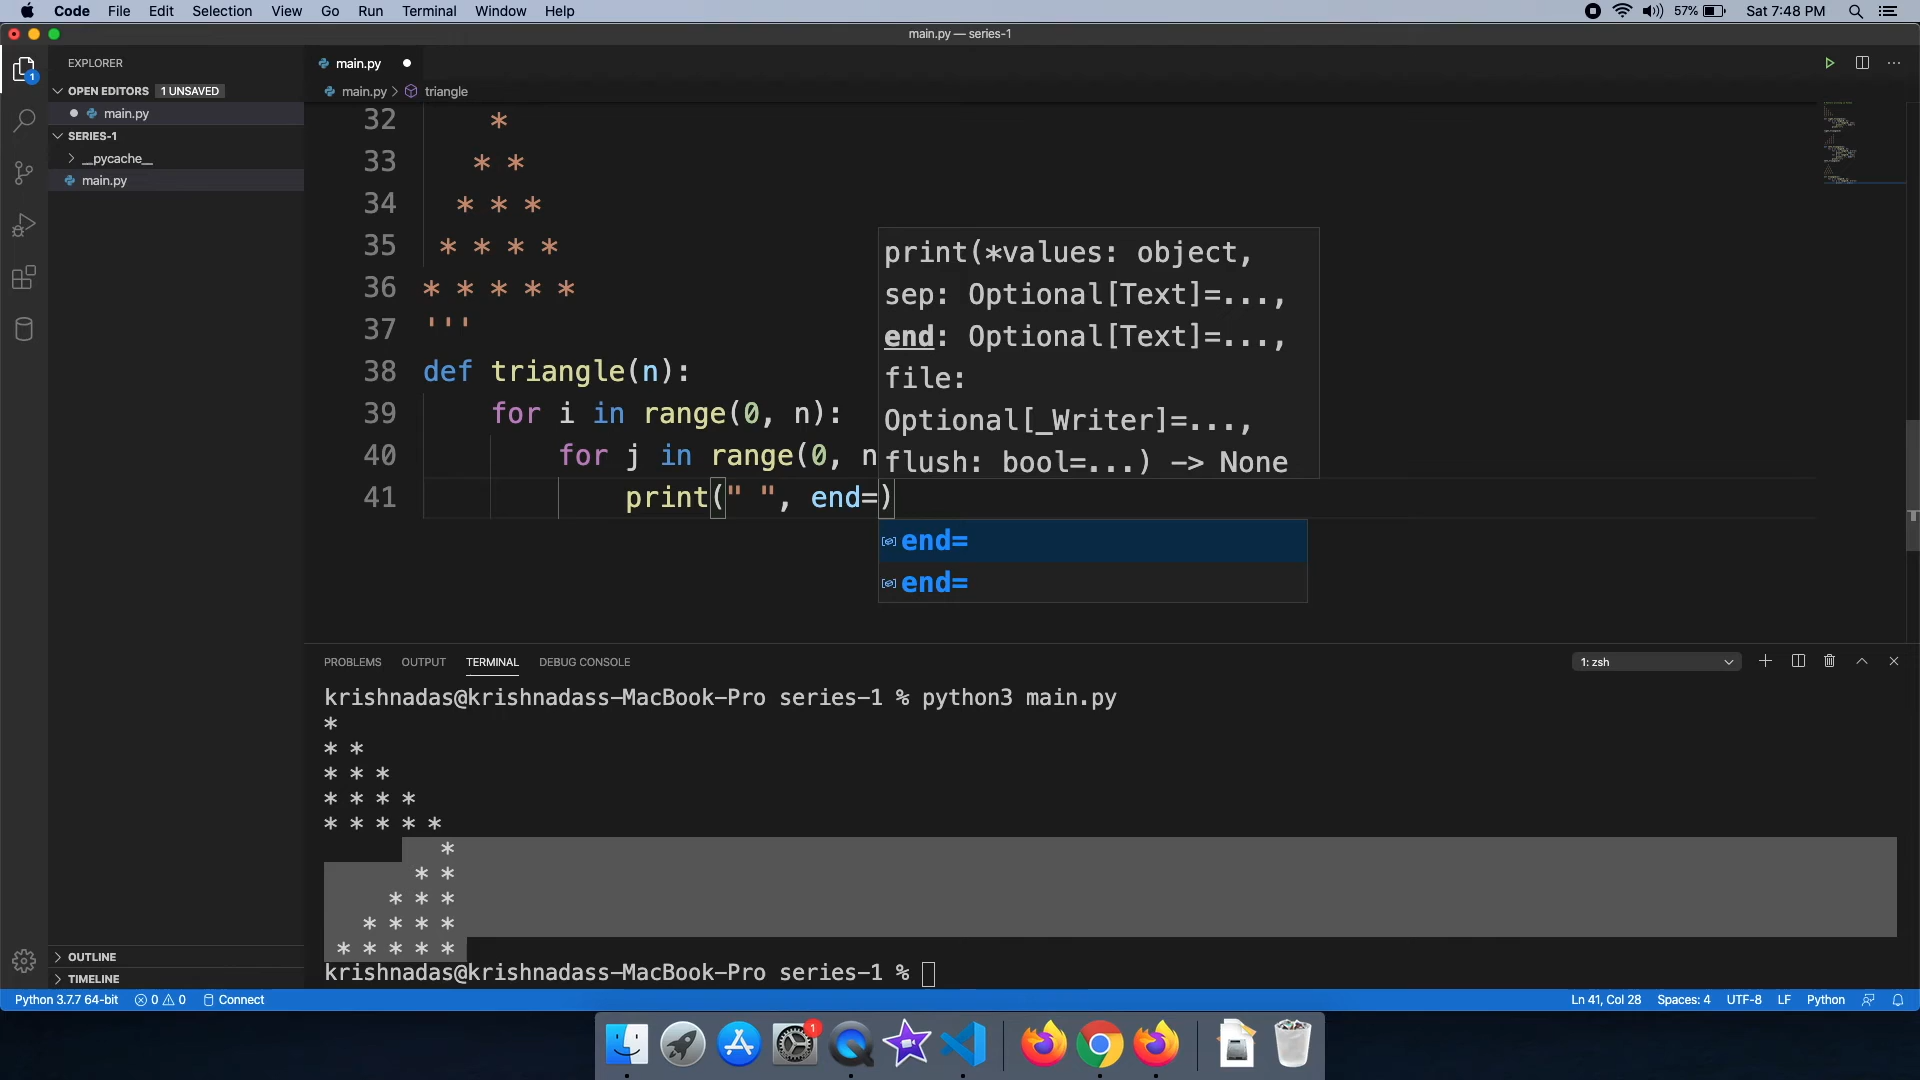 Code File Edit Selection View Go Run Terminal Window Help 57% Sat 7:48 PM
main.py — series-1
EXPLORER
OPEN EDITORS 1 UNSAVED
main.py
SERIES-1
__pycache__
main.py
OUTLINE
TIMELINE
main.py
main.py > triangle
32 *
33 * *
34 * * *
35 * * * *
36 * * * * *
37 '''
38 def triangle(n):
39 for i in range(0, n):
40 for j in range(0, n
41 print(" ", end=)
print(*values: object,
sep: Optional[Text]=...,
end: Optional[Text]=...,
file:
Optional[_Writer]=...,
flush: bool=...) -> None
end=
end=
PROBLEMS OUTPUT TERMINAL DEBUG CONSOLE 1: zsh
krishnadas@krishnadass-MacBook-Pro series-1 % python3 main.py
*
* *
* * *
* * * *
* * * * *
*
* *
* * *
* * * *
* * * * *
krishnadas@krishnadass-MacBook-Pro series-1 %
Python 3.7.7 64-bit 0 0 Connect Ln 41, Col 28 Spaces: 4 UTF-8 LF Python
1
1